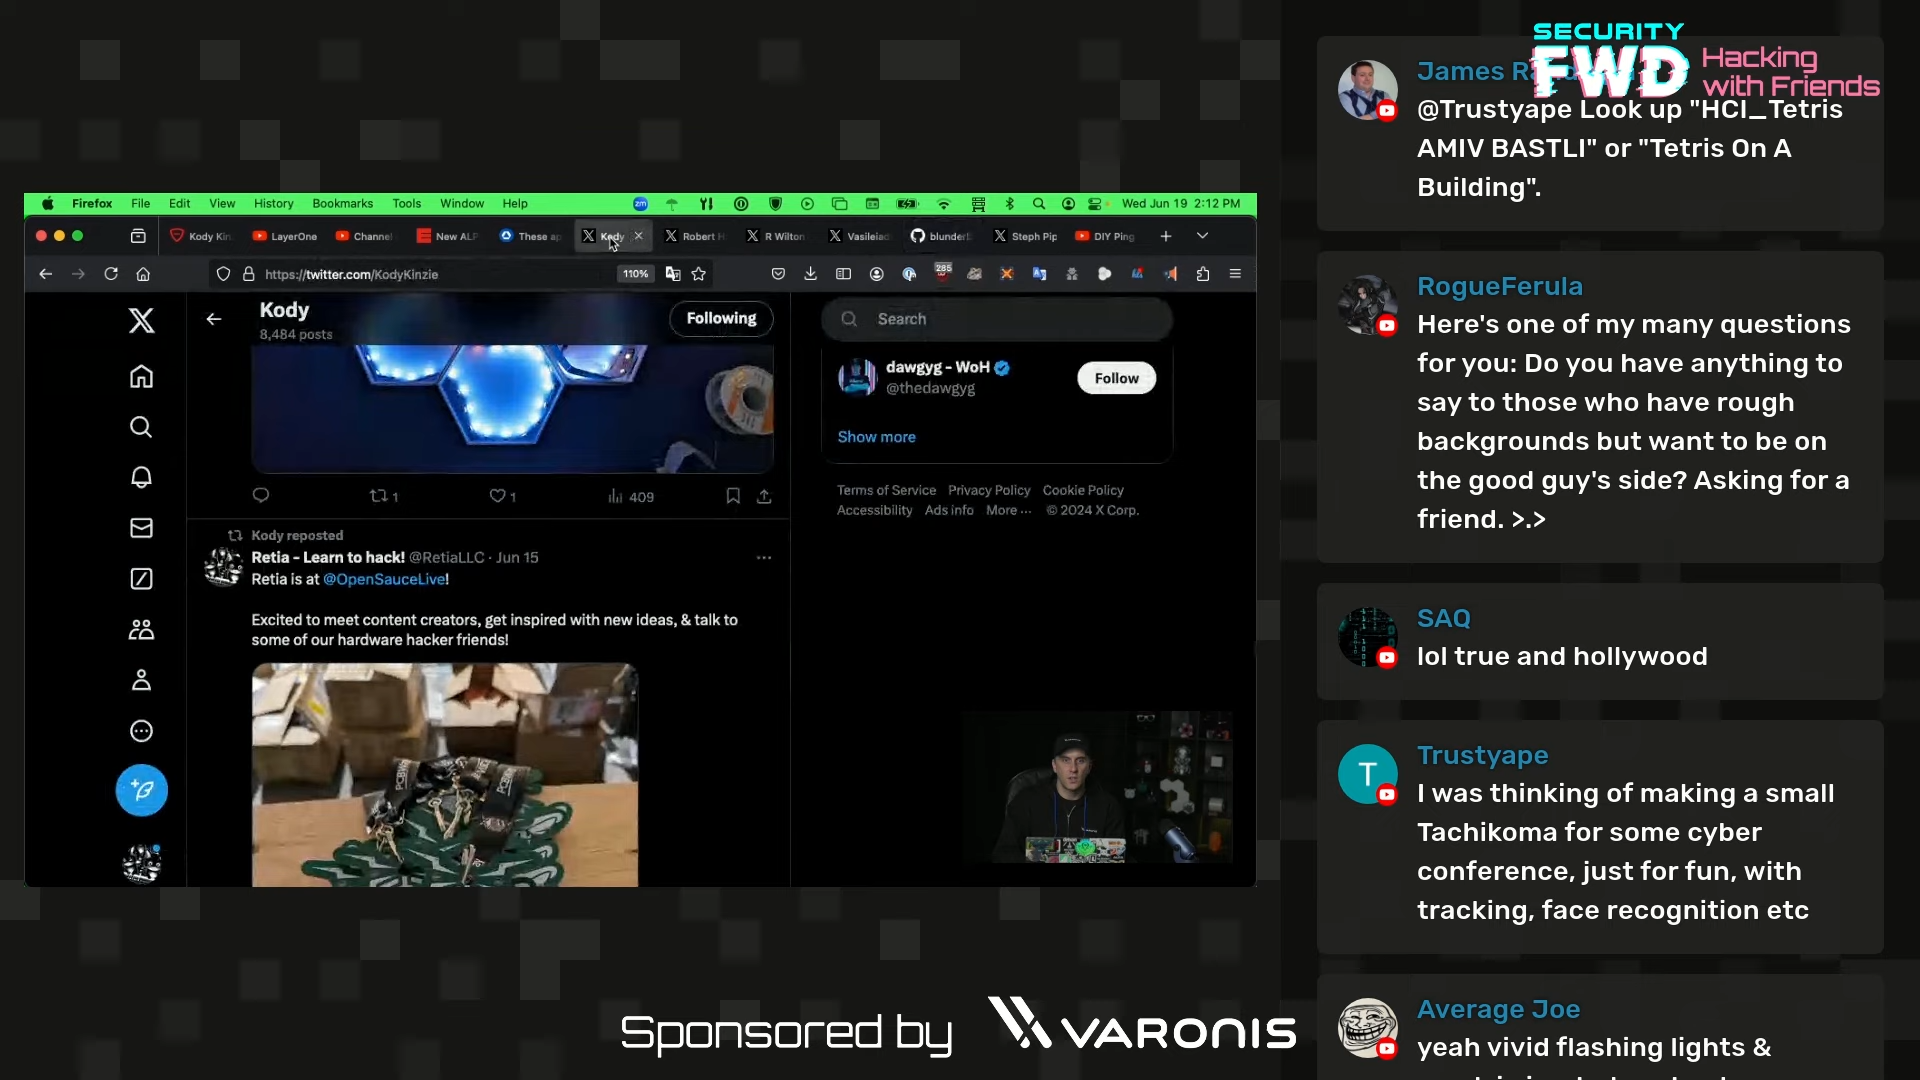 SECURITY
FWD
Hacking
with Friends
James
@Trustyape Look up "HCI_Tetris
AMIV BASTLI" or "Tetris On A
Building".
RogueFerula
Here's one of my many questions
for you: Do you have anything to
say to those who have rough
backgrounds but want to be on
the good guy's side? Asking for a
friend. >.>
SAQ
lol true and hollywood
Trustyape
T
I was thinking of making a small
Tachikoma for some cyber
conference, just for fun, with
tracking, face recognition etc
Average Joe
yeah vivid flashing lights &
Firefox File Edit View History Bookmarks Tools Window Help
zm
Wed Jun 19 2:12 PM
Kody Kin
LayerOne
Channel
New ALP
These ap
Kody
Robert H
R Wilton
Vasileiad
blunderb
Steph Pip
DIY Ping
https://twitter.com/KodyKinzie
110%
285
Kody
8,484 posts
Following
Search
dawgyg - WoH
@thedawgyg
Follow
Show more
Terms of Service Privacy Policy Cookie Policy
Accessibility Ads info More ··· © 2024 X Corp.
1
1
409
Kody reposted
Retia - Learn to hack! @RetiaLLC · Jun 15
Retia is at @OpenSauceLive!
Excited to meet content creators, get inspired with new ideas, & talk to
some of our hardware hacker friends!
PCBWay
Sponsored by
VARONIS